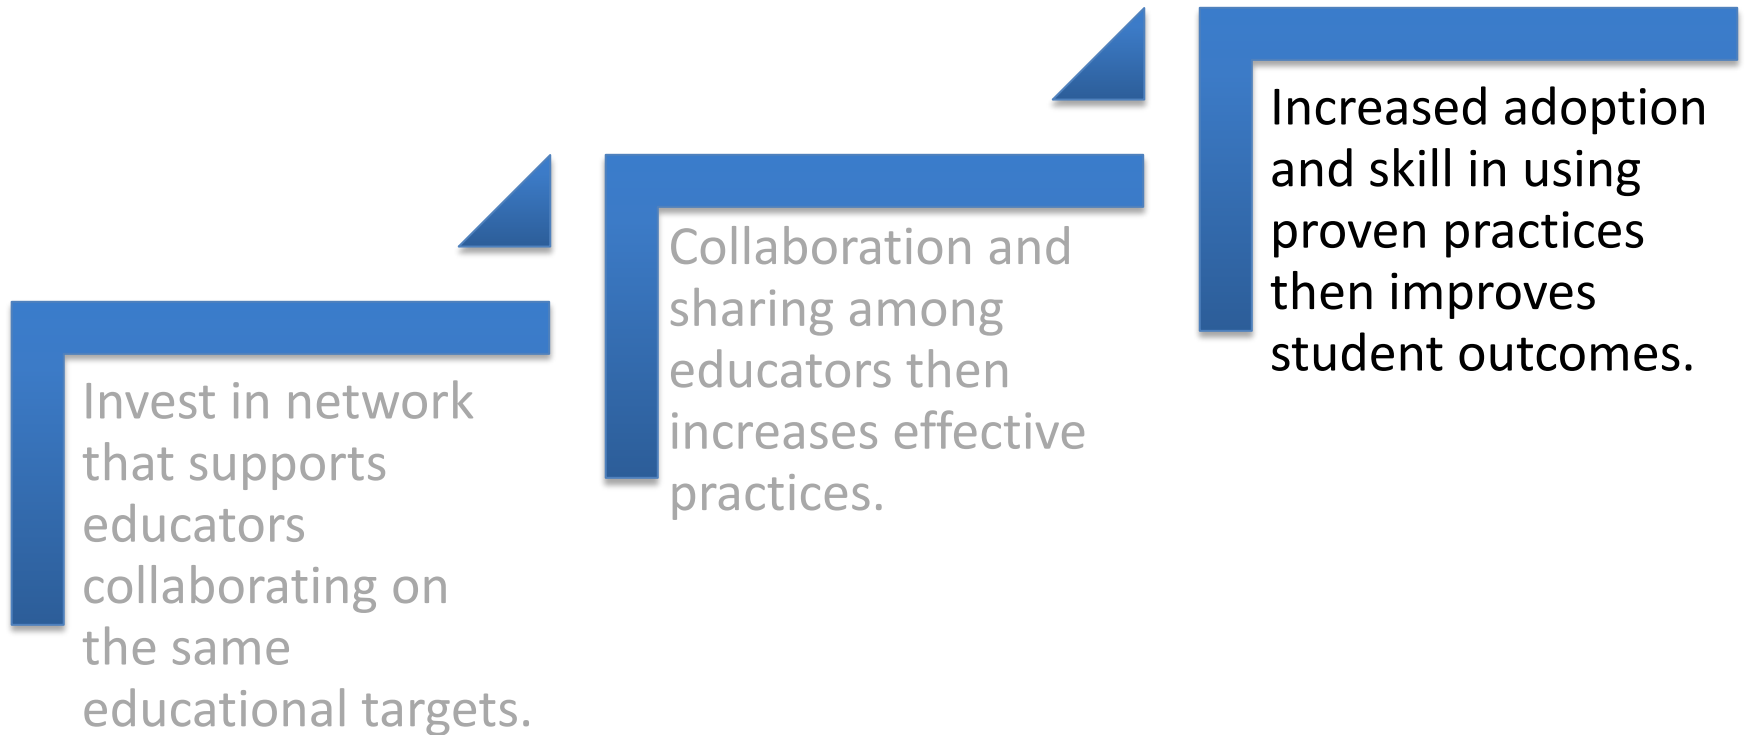 Invest in network
that supports
educators
collaborating on
the same
educational targets.
Collaboration and
sharing among
educators then
increases effective
practices.
Increased adoption
and skill in using
proven practices
then improves
student outcomes.